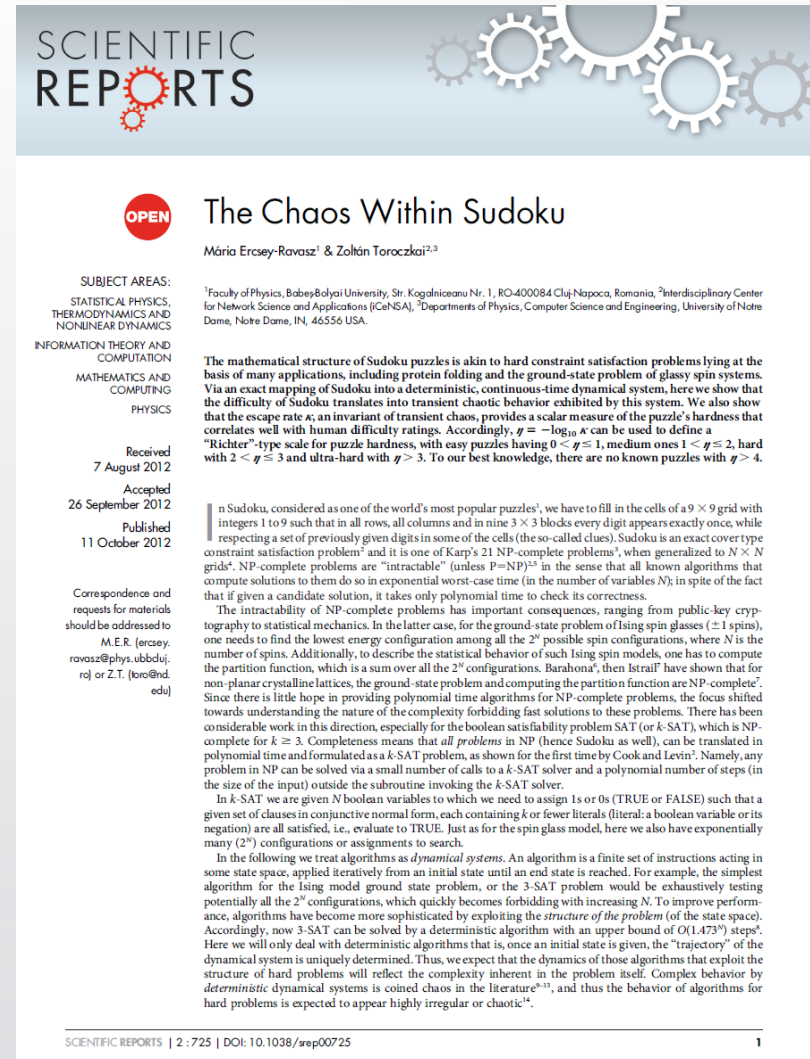 SCIENTIFIC
REPORTS
OPEN
The Chaos Within Sudoku
Mária Ercsey-Ravasz¹ & Zoltán Toroczkai²,³
SUBJECT AREAS:
STATISTICAL PHYSICS,
THERMODYNAMICS AND
NONLINEAR DYNAMICS
INFORMATION THEORY AND
COMPUTATION
MATHEMATICS AND
COMPUTING
PHYSICS
Received
7 August 2012
Accepted
26 September 2012
Published
11 October 2012
Correspondence and
requests for materials
should be addressed to
M.E.R. (ercsey.
ravasz@phys.ubbcluj.
ro) or Z.T. (toro@nd.
edu)
¹Faculty of Physics, Babeş-Bolyai University, Str. Kogalniceanu Nr. 1, RO-400084 Cluj-Napoca, Romania, ²Interdisciplinary Center
for Network Science and Applications (iCeNSA), ³Departments of Physics, Computer Science and Engineering, University of Notre
Dame, Notre Dame, IN, 46556 USA.
The mathematical structure of Sudoku puzzles is akin to hard constraint satisfaction problems lying at the
basis of many applications, including protein folding and the ground-state problem of glassy spin systems.
Via an exact mapping of Sudoku into a deterministic, continuous-time dynamical system, here we show that
the difficulty of Sudoku translates into transient chaotic behavior exhibited by this system. We also show
that the escape rate κ, an invariant of transient chaos, provides a scalar measure of the puzzle's hardness that
correlates well with human difficulty ratings. Accordingly, η = −log₁₀ κ can be used to define a
"Richter"-type scale for puzzle hardness, with easy puzzles having 0 < η ≤ 1, medium ones 1 < η ≤ 2, hard
with 2 < η ≤ 3 and ultra-hard with η > 3. To our best knowledge, there are no known puzzles with η > 4.
In Sudoku, considered as one of the world's most popular puzzles¹, we have to fill in the cells of a 9 × 9 grid with
integers 1 to 9 such that in all rows, all columns and in nine 3 × 3 blocks every digit appears exactly once, while
respecting a set of previously given digits in some of the cells (the so-called clues). Sudoku is an exact cover type
constraint satisfaction problem² and it is one of Karp's 21 NP-complete problems³, when generalized to N × N
grids⁴. NP-complete problems are "intractable" (unless P=NP)²,⁵ in the sense that all known algorithms that
compute solutions to them do so in exponential worst-case time (in the number of variables N); in spite of the fact
that if given a candidate solution, it takes only polynomial time to check its correctness.
The intractability of NP-complete problems has important consequences, ranging from public-key cryp-
tography to statistical mechanics. In the latter case, for the ground-state problem of Ising spin glasses (±1 spins),
one needs to find the lowest energy configuration among all the 2ᴺ possible spin configurations, where N is the
number of spins. Additionally, to describe the statistical behavior of such Ising spin models, one has to compute
the partition function, which is a sum over all the 2ᴺ configurations. Barahona⁶, then Istrail⁷ have shown that for
non-planar crystalline lattices, the ground-state problem and computing the partition function are NP-complete⁷.
Since there is little hope in providing polynomial time algorithms for NP-complete problems, the focus shifted
towards understanding the nature of the complexity forbidding fast solutions to these problems. There has been
considerable work in this direction, especially for the boolean satisfiability problem SAT (or k-SAT), which is NP-
complete for k ≥ 3. Completeness means that all problems in NP (hence Sudoku as well), can be translated in
polynomial time and formulated as a k-SAT problem, as shown for the first time by Cook and Levin². Namely, any
problem in NP can be solved via a small number of calls to a k-SAT solver and a polynomial number of steps (in
the size of the input) outside the subroutine invoking the k-SAT solver.
In k-SAT we are given N boolean variables to which we need to assign 1s or 0s (TRUE or FALSE) such that a
given set of clauses in conjunctive normal form, each containing k or fewer literals (literal: a boolean variable or its
negation) are all satisfied, i.e., evaluate to TRUE. Just as for the spin glass model, here we also have exponentially
many (2ᴺ) configurations or assignments to search.
In the following we treat algorithms as dynamical systems. An algorithm is a finite set of instructions acting in
some state space, applied iteratively from an initial state until an end state is reached. For example, the simplest
algorithm for the Ising model ground state problem, or the 3-SAT problem would be exhaustively testing
potentially all the 2ᴺ configurations, which quickly becomes forbidding with increasing N. To improve perform-
ance, algorithms have become more sophisticated by exploiting the structure of the problem (of the state space).
Accordingly, now 3-SAT can be solved by a deterministic algorithm with an upper bound of O(1.473ᴺ) steps⁸.
Here we will only deal with deterministic algorithms that is, once an initial state is given, the "trajectory" of the
dynamical system is uniquely determined. Thus, we expect that the dynamics of those algorithms that exploit the
structure of hard problems will reflect the complexity inherent in the problem itself. Complex behavior by
deterministic dynamical systems is coined chaos in the literature⁹⁻¹³, and thus the behavior of algorithms for
hard problems is expected to appear highly irregular or chaotic¹⁴.
SCIENTIFIC REPORTS | 2 : 725 | DOI: 10.1038/srep00725
1